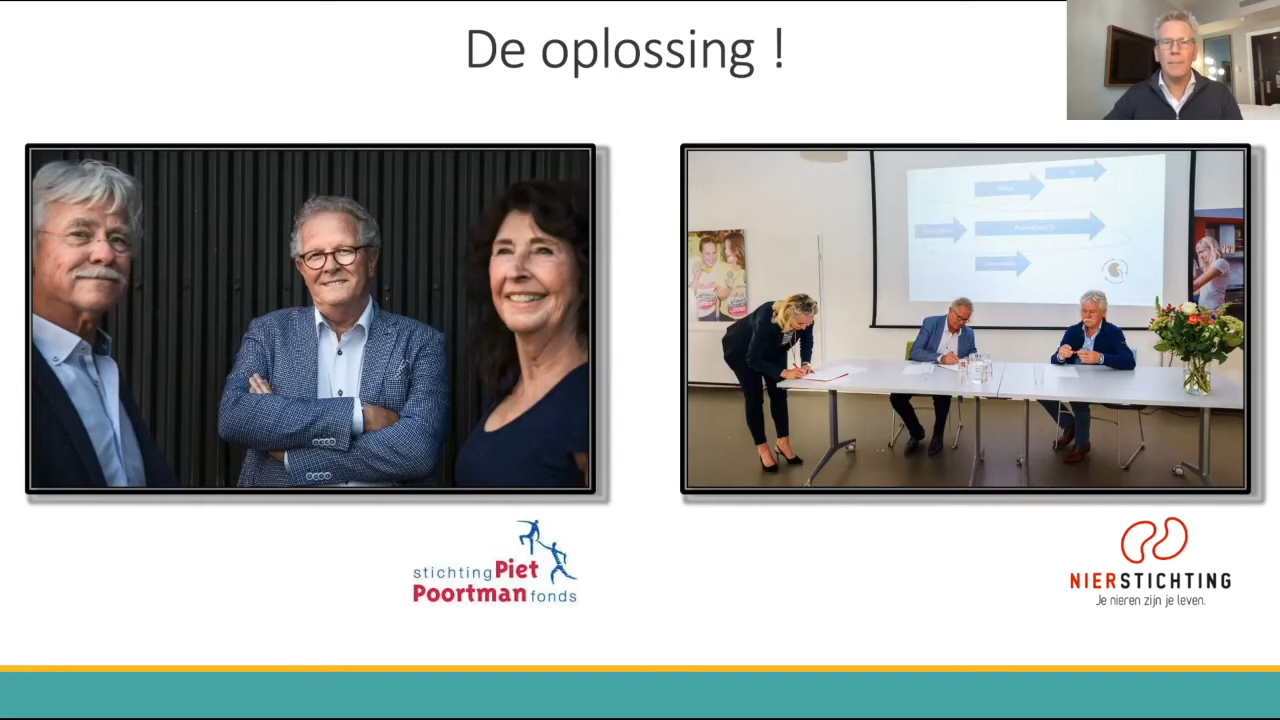 De oplossing !
stichting Piet
Poortman fonds
NIERSTICHTING
Je nieren zijn je leven.